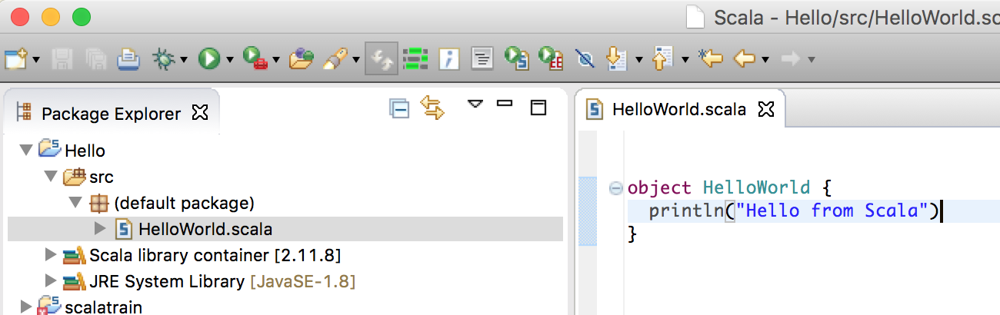 Scala - Hello/src/HelloWorld.sc
Package Explorer
HelloWorld.scala
Hello
src
(default package)
HelloWorld.scala
Scala library container [2.11.8]
JRE System Library [JavaSE-1.8]
scalatrain
object HelloWorld {
println("Hello from Scala")
}